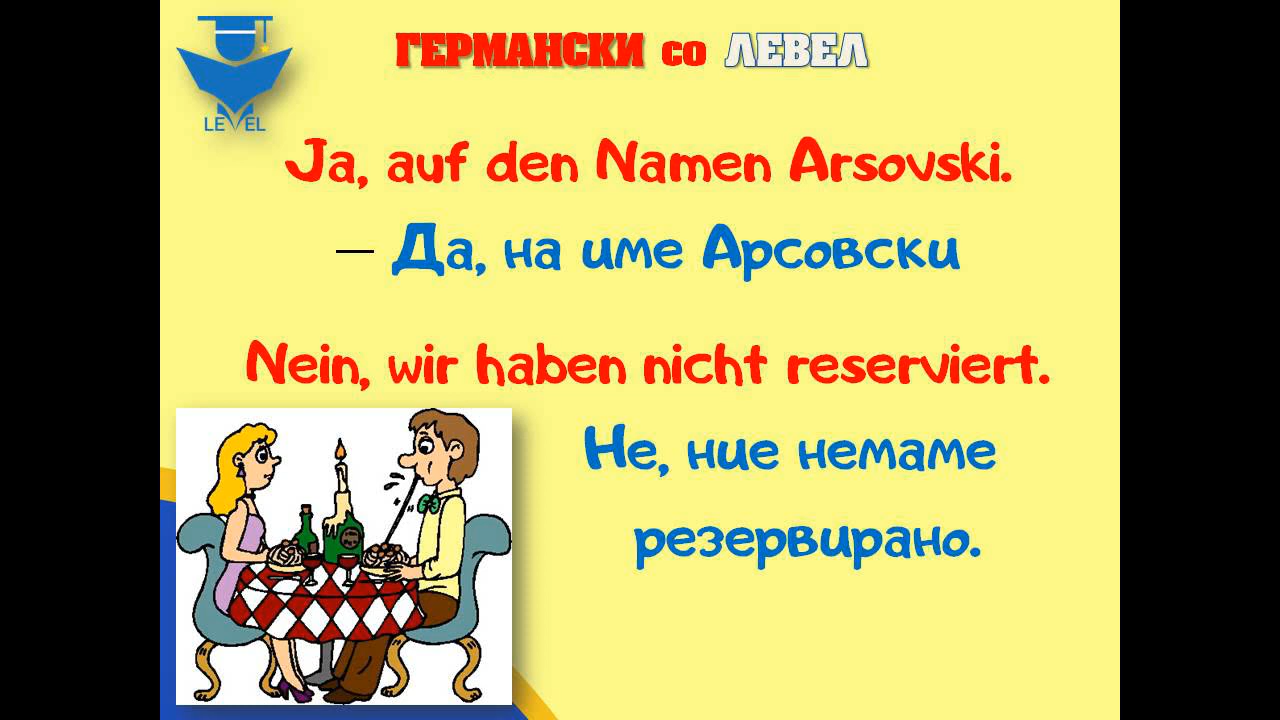 ГЕРМАНСКИ со ЛЕВЕЛ
LEVEL
Ja, auf den Namen Arsovski.
— Да, на име Арсовски
Nein, wir haben nicht reserviert.
Не, ние немаме
резервирано.